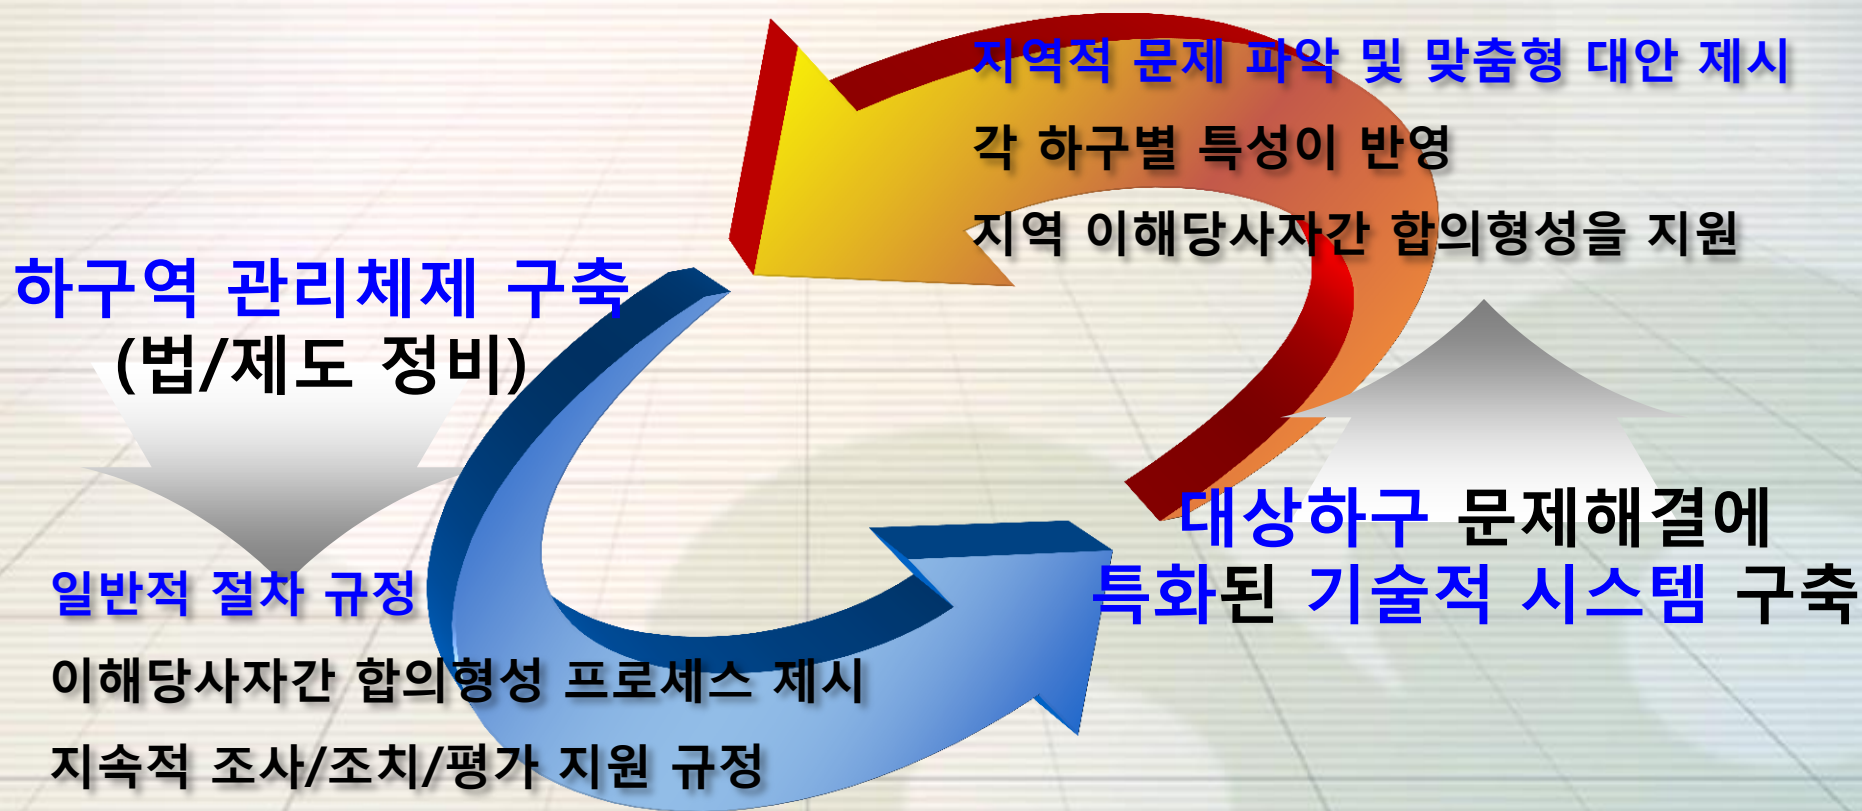 지역적 문제 파악 및 맞춤형 대안 제시
각 하구별 특성이 반영
지역 이해당사자간 합의형성을 지원
하구역 관리체제 구축
(법/제도 정비)
대상하구 문제해결에
특화된 기술적 시스템 구축
일반적 절차 규정
이해당사자간 합의형성 프로세스 제시
지속적 조사/조치/평가 지원 규정